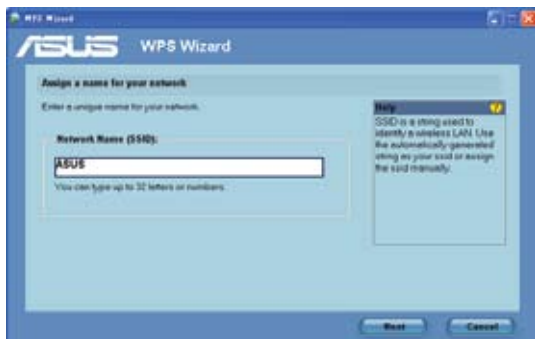 WPS Wizard
ASUS WPS Wizard
Assign a name for your network
Enter a unique name for your network.
Network Name (SSID):
ASUS
You can type up to 32 letters or numbers.
Help
SSID is a string used to
identify a wireless LAN. Use
the automatically generated
string as your ssid or assign
the ssid manually.
Next Cancel